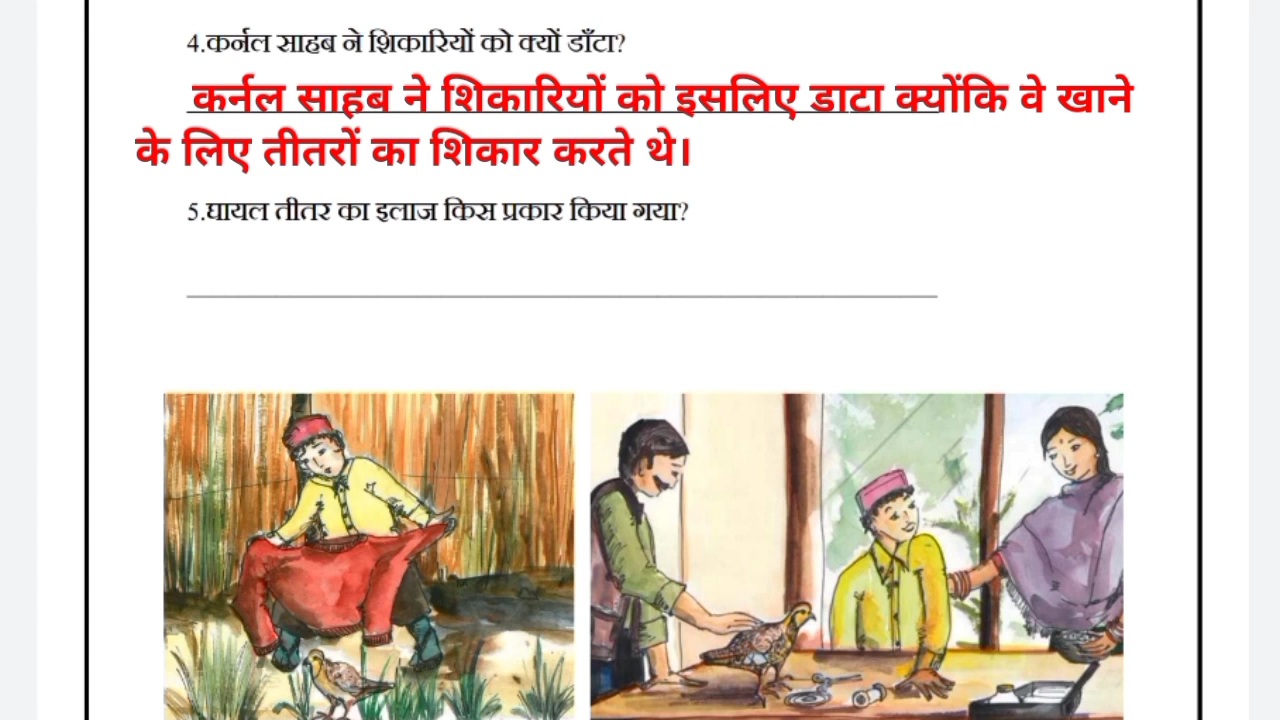 4.कर्नल साहब ने शिकारियों को क्यों डाँटा?
कर्नल साहब ने शिकारियों को इसलिए डाटा क्योंकि वे खाने
के लिए तीतरों का शिकार करते थे।
5.घायल तीतर का इलाज किस प्रकार किया गया?